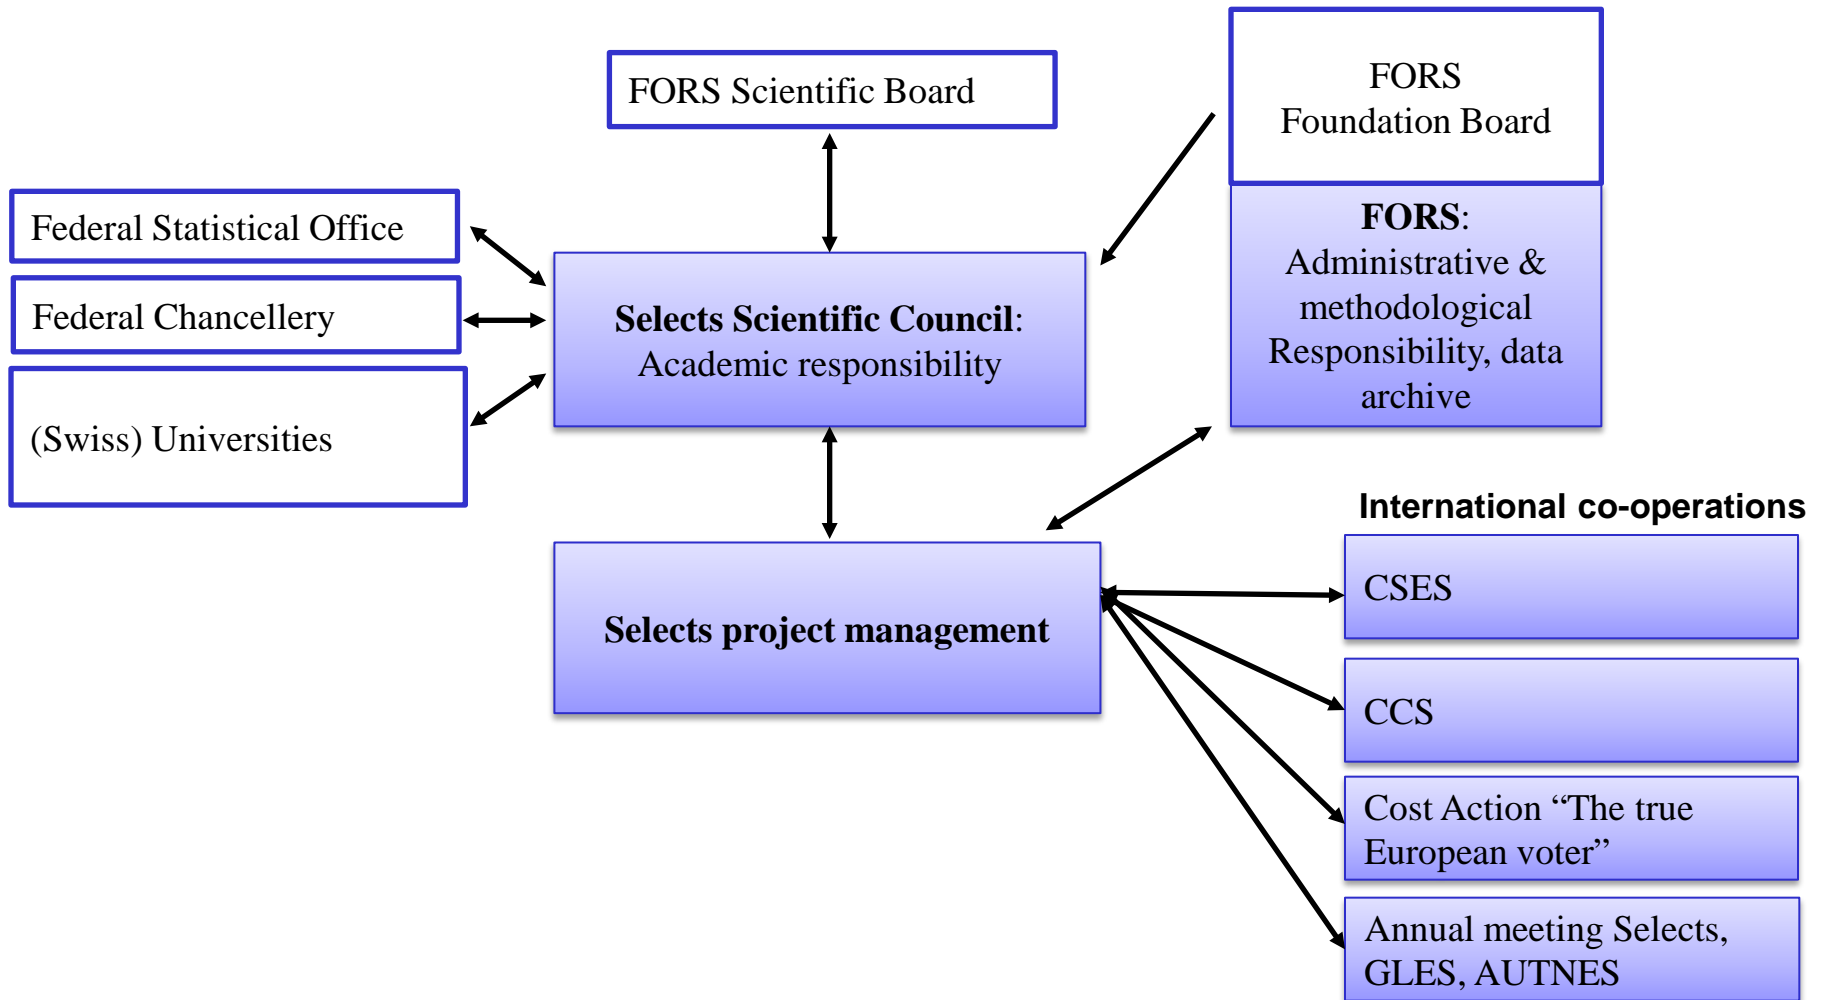 FORS Scientific Board
FORS
Foundation Board
Federal Statistical Office
Federal Chancellery
(Swiss) Universities
Selects Scientific Council:
Academic responsibility
FORS:
Administrative &
methodological
Responsibility, data
archive
Selects project management
International co-operations
CSES
CCS
Cost Action “The true
European voter”
Annual meeting Selects,
GLES, AUTNES